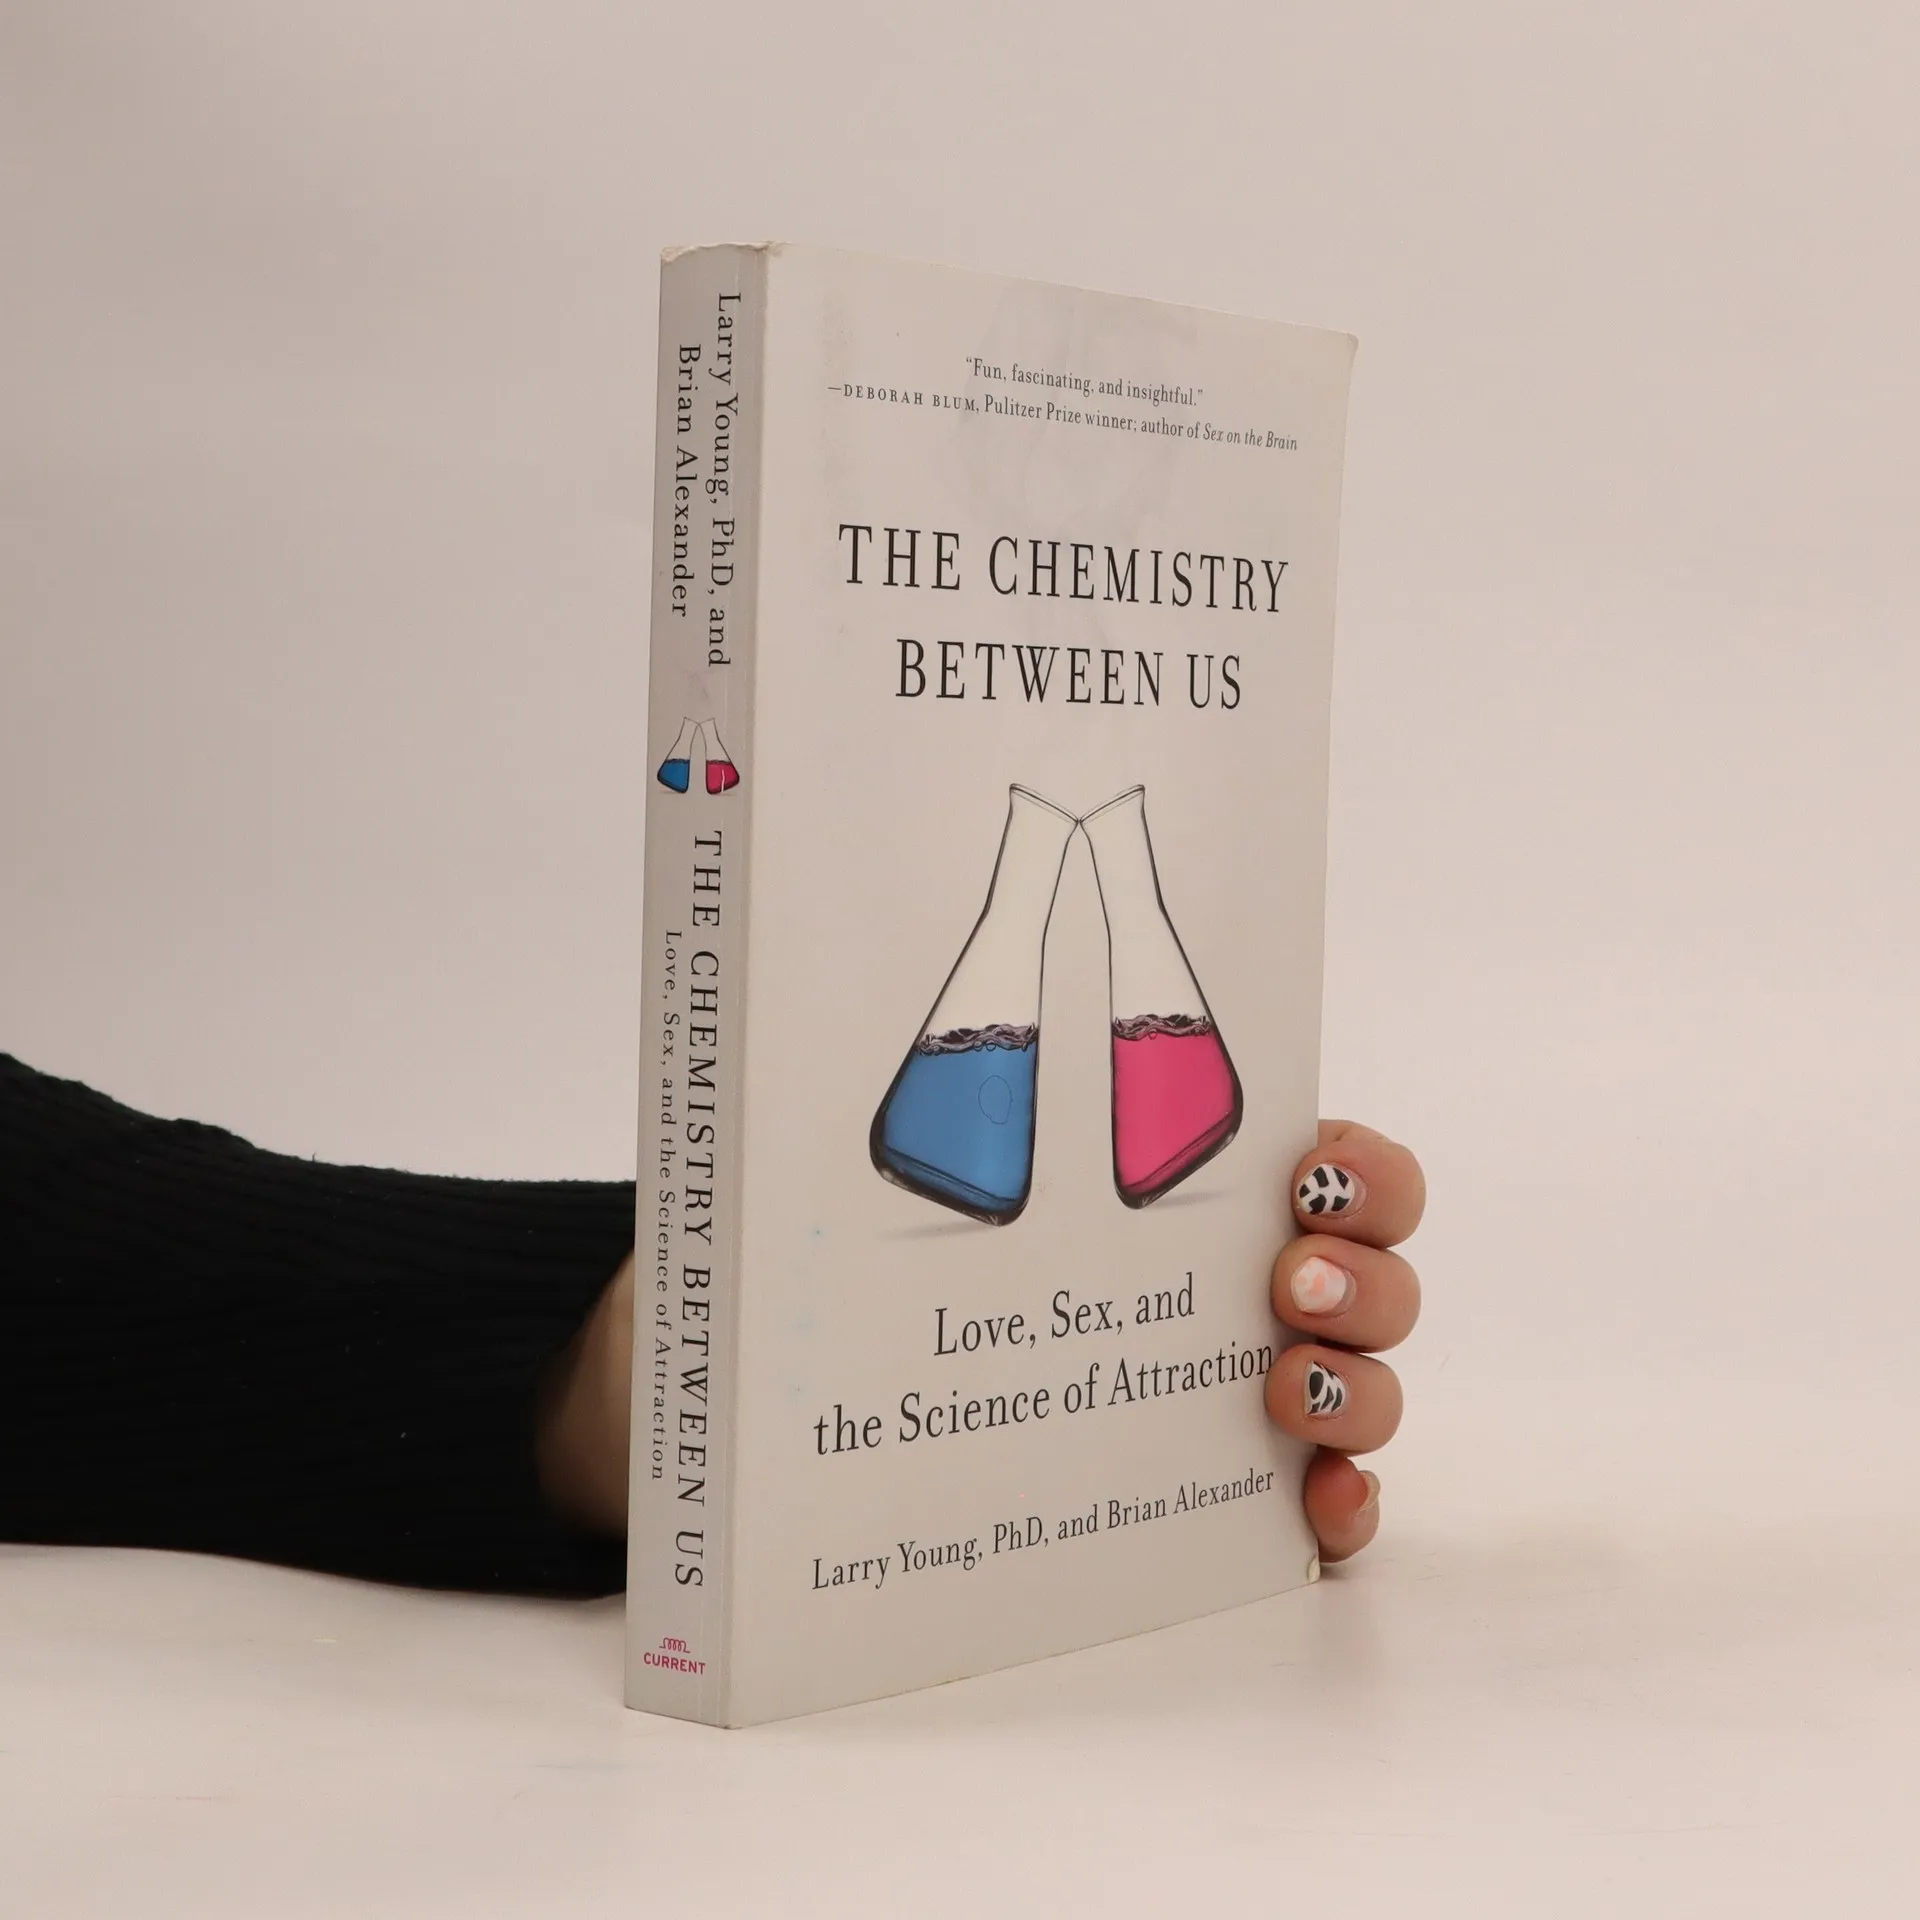 Larry Young, PhD, and
Brian Alexander
THE CHEMISTRY BETWEEN US
Love, Sex, and the Science of Attraction
CURRENT
“Fun, fascinating, and insightful.”
—DEBORAH BLUM, Pulitzer Prize winner; author of Sex on the Brain
THE CHEMISTRY
BETWEEN US
Love, Sex, and
the Science of Attraction
Larry Young, PhD, and Brian Alexander